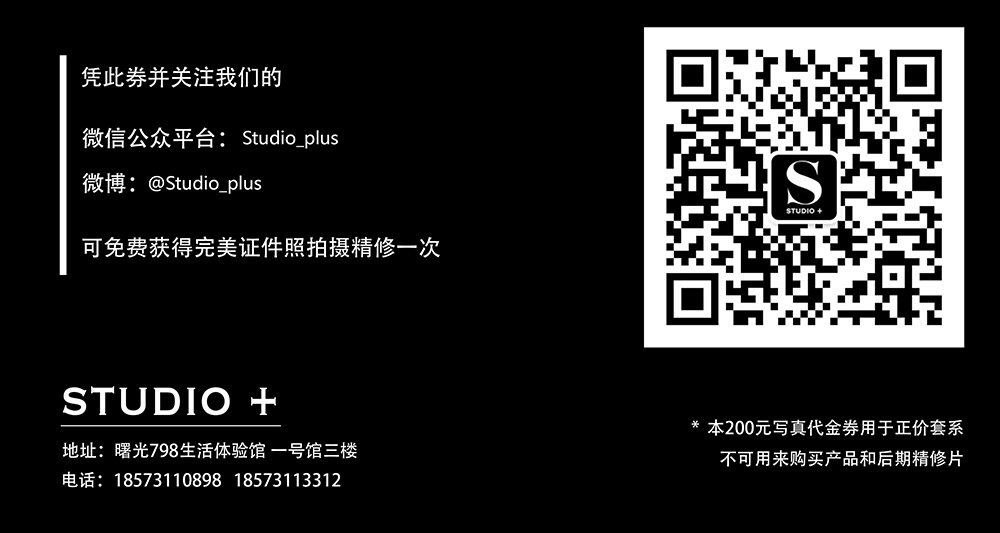 凭此券并关注我们的
微信公众平台： Studio_plus
微博：@Studio_plus
可免费获得完美证件照拍摄精修一次
S
STUDIO +
STUDIO +
地址：曙光798生活体验馆 一号馆三楼
电话：18573110898 18573113312
* 本200元写真代金券用于正价套系
不可用来购买产品和后期精修片